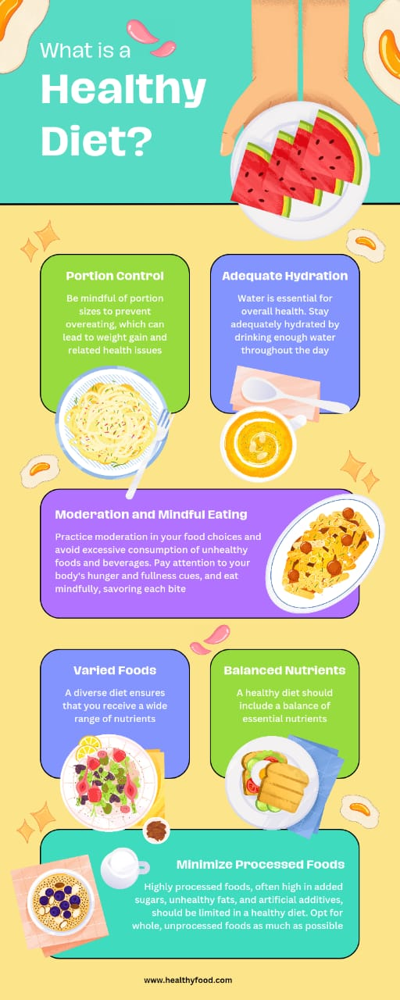 What is a
Healthy
Diet?
Portion Control
Be mindful of portion
sizes to prevent
overeating, which can
lead to weight gain and
related health issues
Adequate Hydration
Water is essential for
overall health. Stay
adequately hydrated by
drinking enough water
throughout the day
Moderation and Mindful Eating
Practice moderation in your food choices and
avoid excessive consumption of unhealthy
foods and beverages. Pay attention to your
body's hunger and fullness cues, and eat
mindfully, savoring each bite
Varied Foods
A diverse diet ensures
that you receive a wide
range of nutrients
Balanced Nutrients
A healthy diet should
include a balance of
essential nutrients
Minimize Processed Foods
Highly processed foods, often high in added
sugars, unhealthy fats, and artificial additives,
should be limited in a healthy diet. Opt for
whole, unprocessed foods as much as possible
www.healthyfood.com